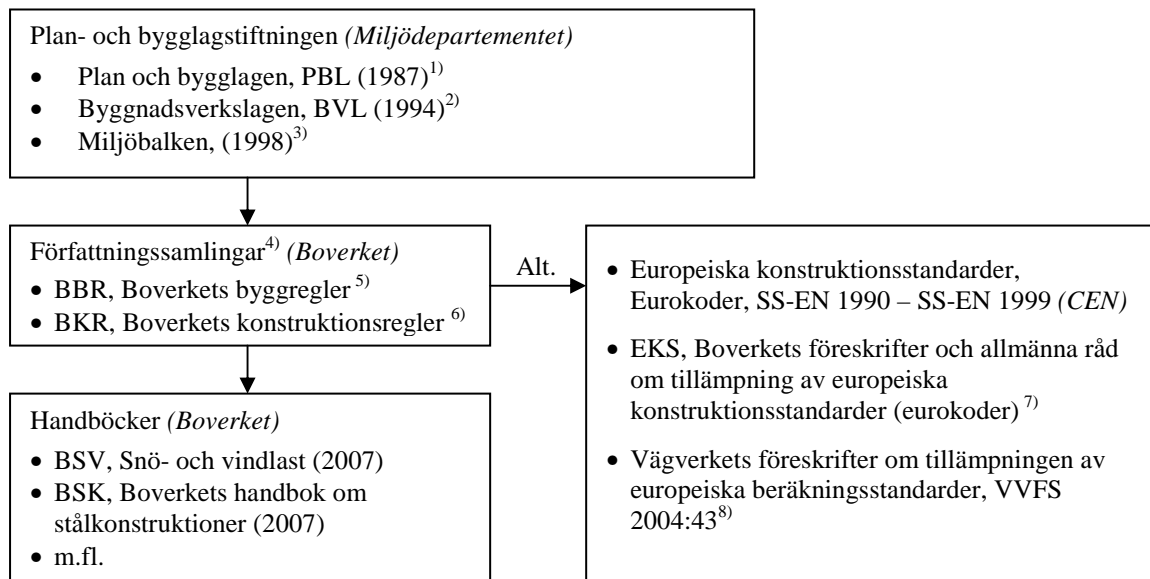 Plan- och bygglagstiftningen (Miljödepartementet)
• Plan och bygglagen, PBL (1987)1)
• Byggnadsverkslagen, BVL (1994)2)
• Miljöbalken, (1998)3)
Författningssamlingar4) (Boverket)
• BBR, Boverkets byggregler 5)
• BKR, Boverkets konstruktionsregler 6)
Alt.
• Europeiska konstruktionsstandarder,
Eurokoder, SS-EN 1990 – SS-EN 1999 (CEN)
• EKS, Boverkets föreskrifter och allmänna råd
om tillämpning av europeiska
konstruktionsstandarder (eurokoder) 7)
• Vägverkets föreskrifter om tillämpningen av
europeiska beräkningsstandarder, VVFS
2004:438)
Handböcker (Boverket)
• BSV, Snö- och vindlast (2007)
• BSK, Boverkets handbok om
stålkonstruktioner (2007)
• m.fl.